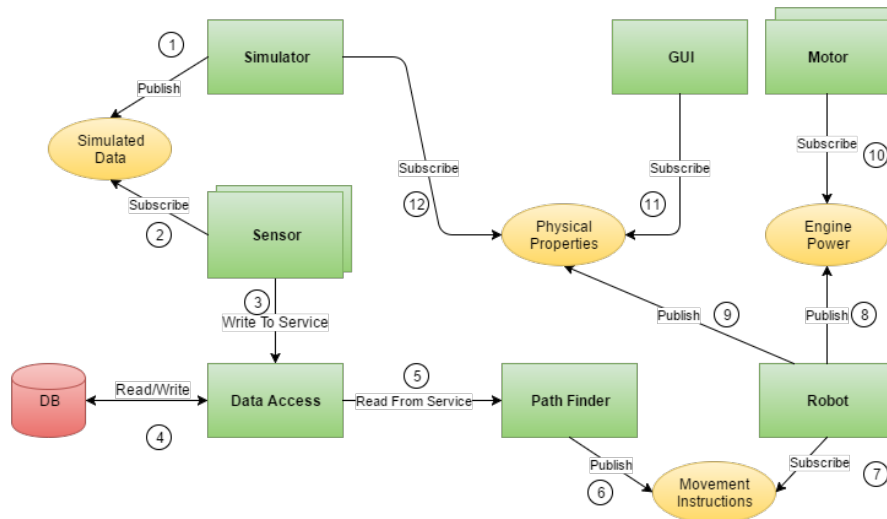 1
Simulator
GUI
Motor
Publish
Simulated
Data
Subscribe
Subscribe
Subscribe
10
Subscribe
2
12
11
Sensor
Physical
Properties
Engine
Power
3
Write To Service
Publish
9
Publish
8
5
DB
Read/Write
Data Access
Read From Service
Path Finder
Robot
4
Publish
6
Movement
Instructions
Subscribe
7